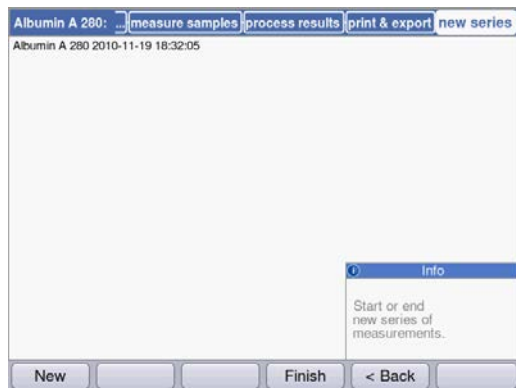 Albumin A 280: ... measure samples process results print & export new series
Albumin A 280 2010-11-19 18:32:05
i Info
Start or end
new series of
measurements.
New Finish < Back